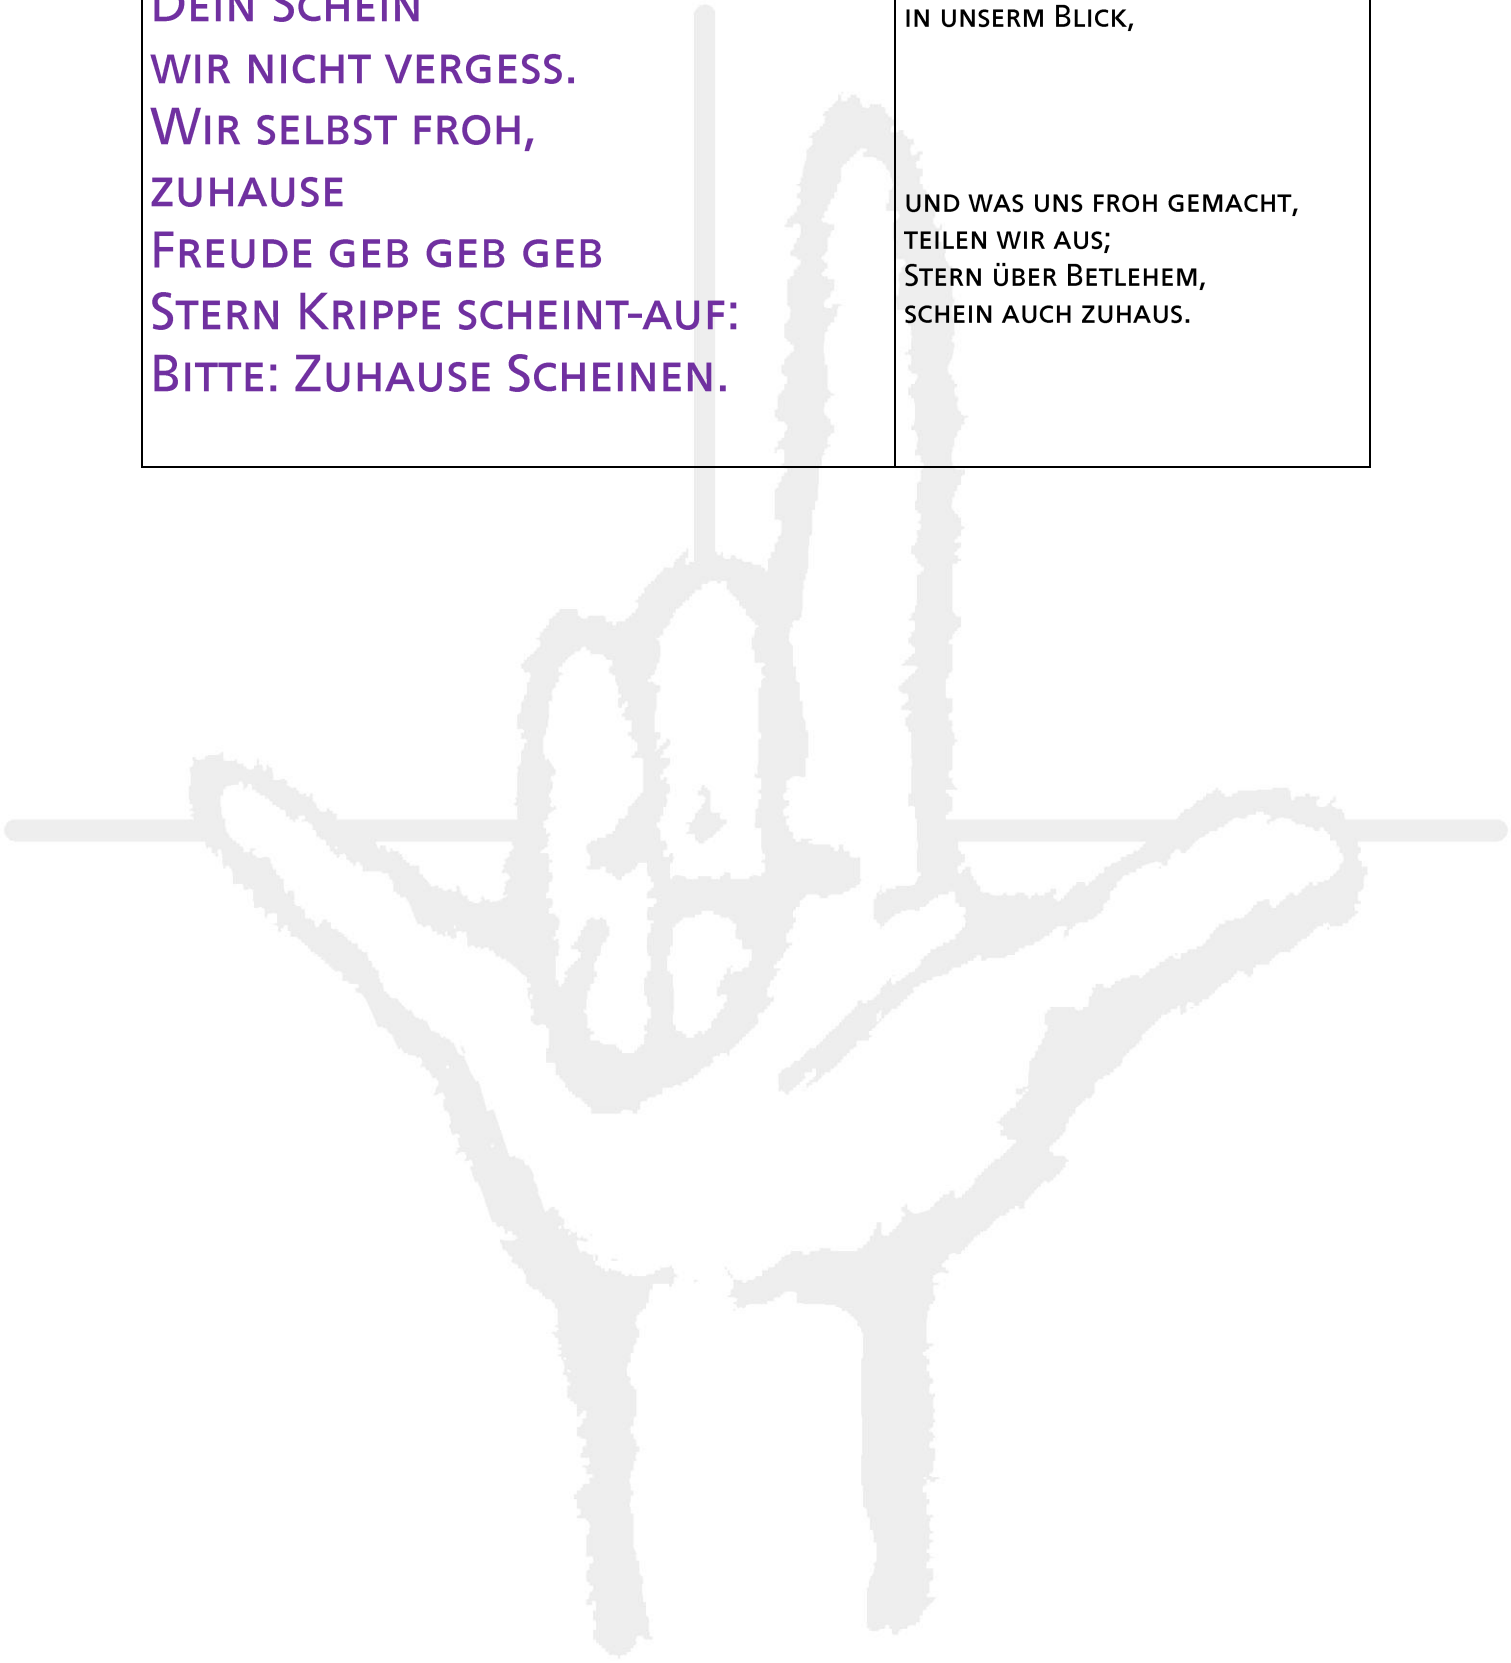 Dein Schein
wir nicht vergess.
Wir selbst froh,
zuhause
Freude geb geb geb
Stern Krippe scheint-auf:
Bitte: Zuhause Scheinen.
in unserm Blick,
und was uns froh gemacht,
teilen wir aus;
Stern über Betlehem,
schein auch zuhaus.